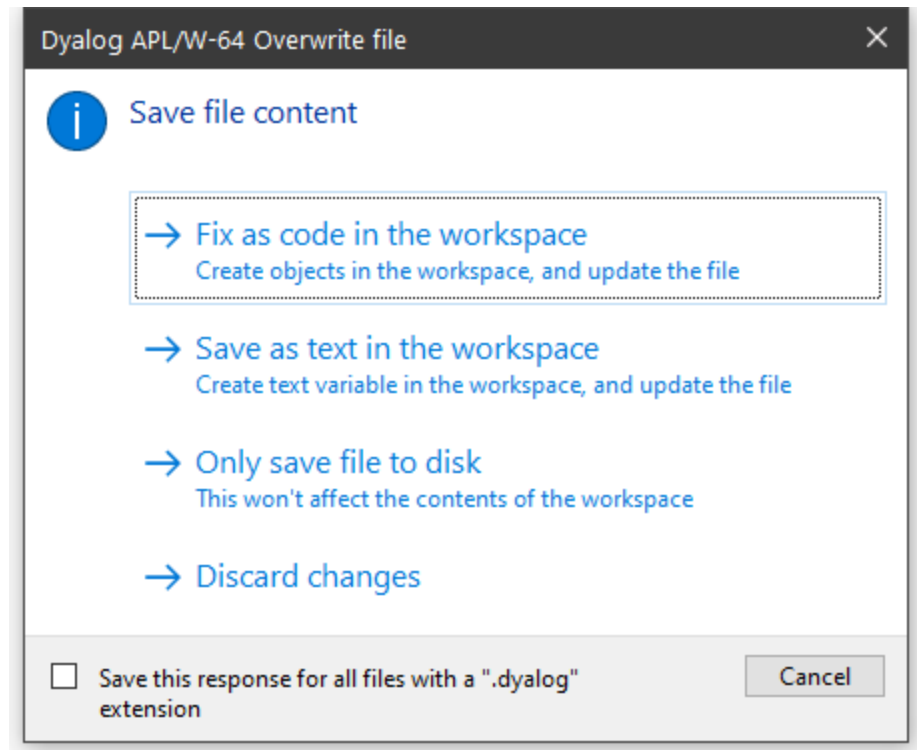 Dyalog APL/W-64 Overwrite file
Save file content
Fix as code in the workspace
Create objects in the workspace, and update the file
Save as text in the workspace
Create text variable in the workspace, and update the file
Only save file to disk
This won't affect the contents of the workspace
Discard changes
Save this response for all files with a ".dyalog"
extension
Cancel